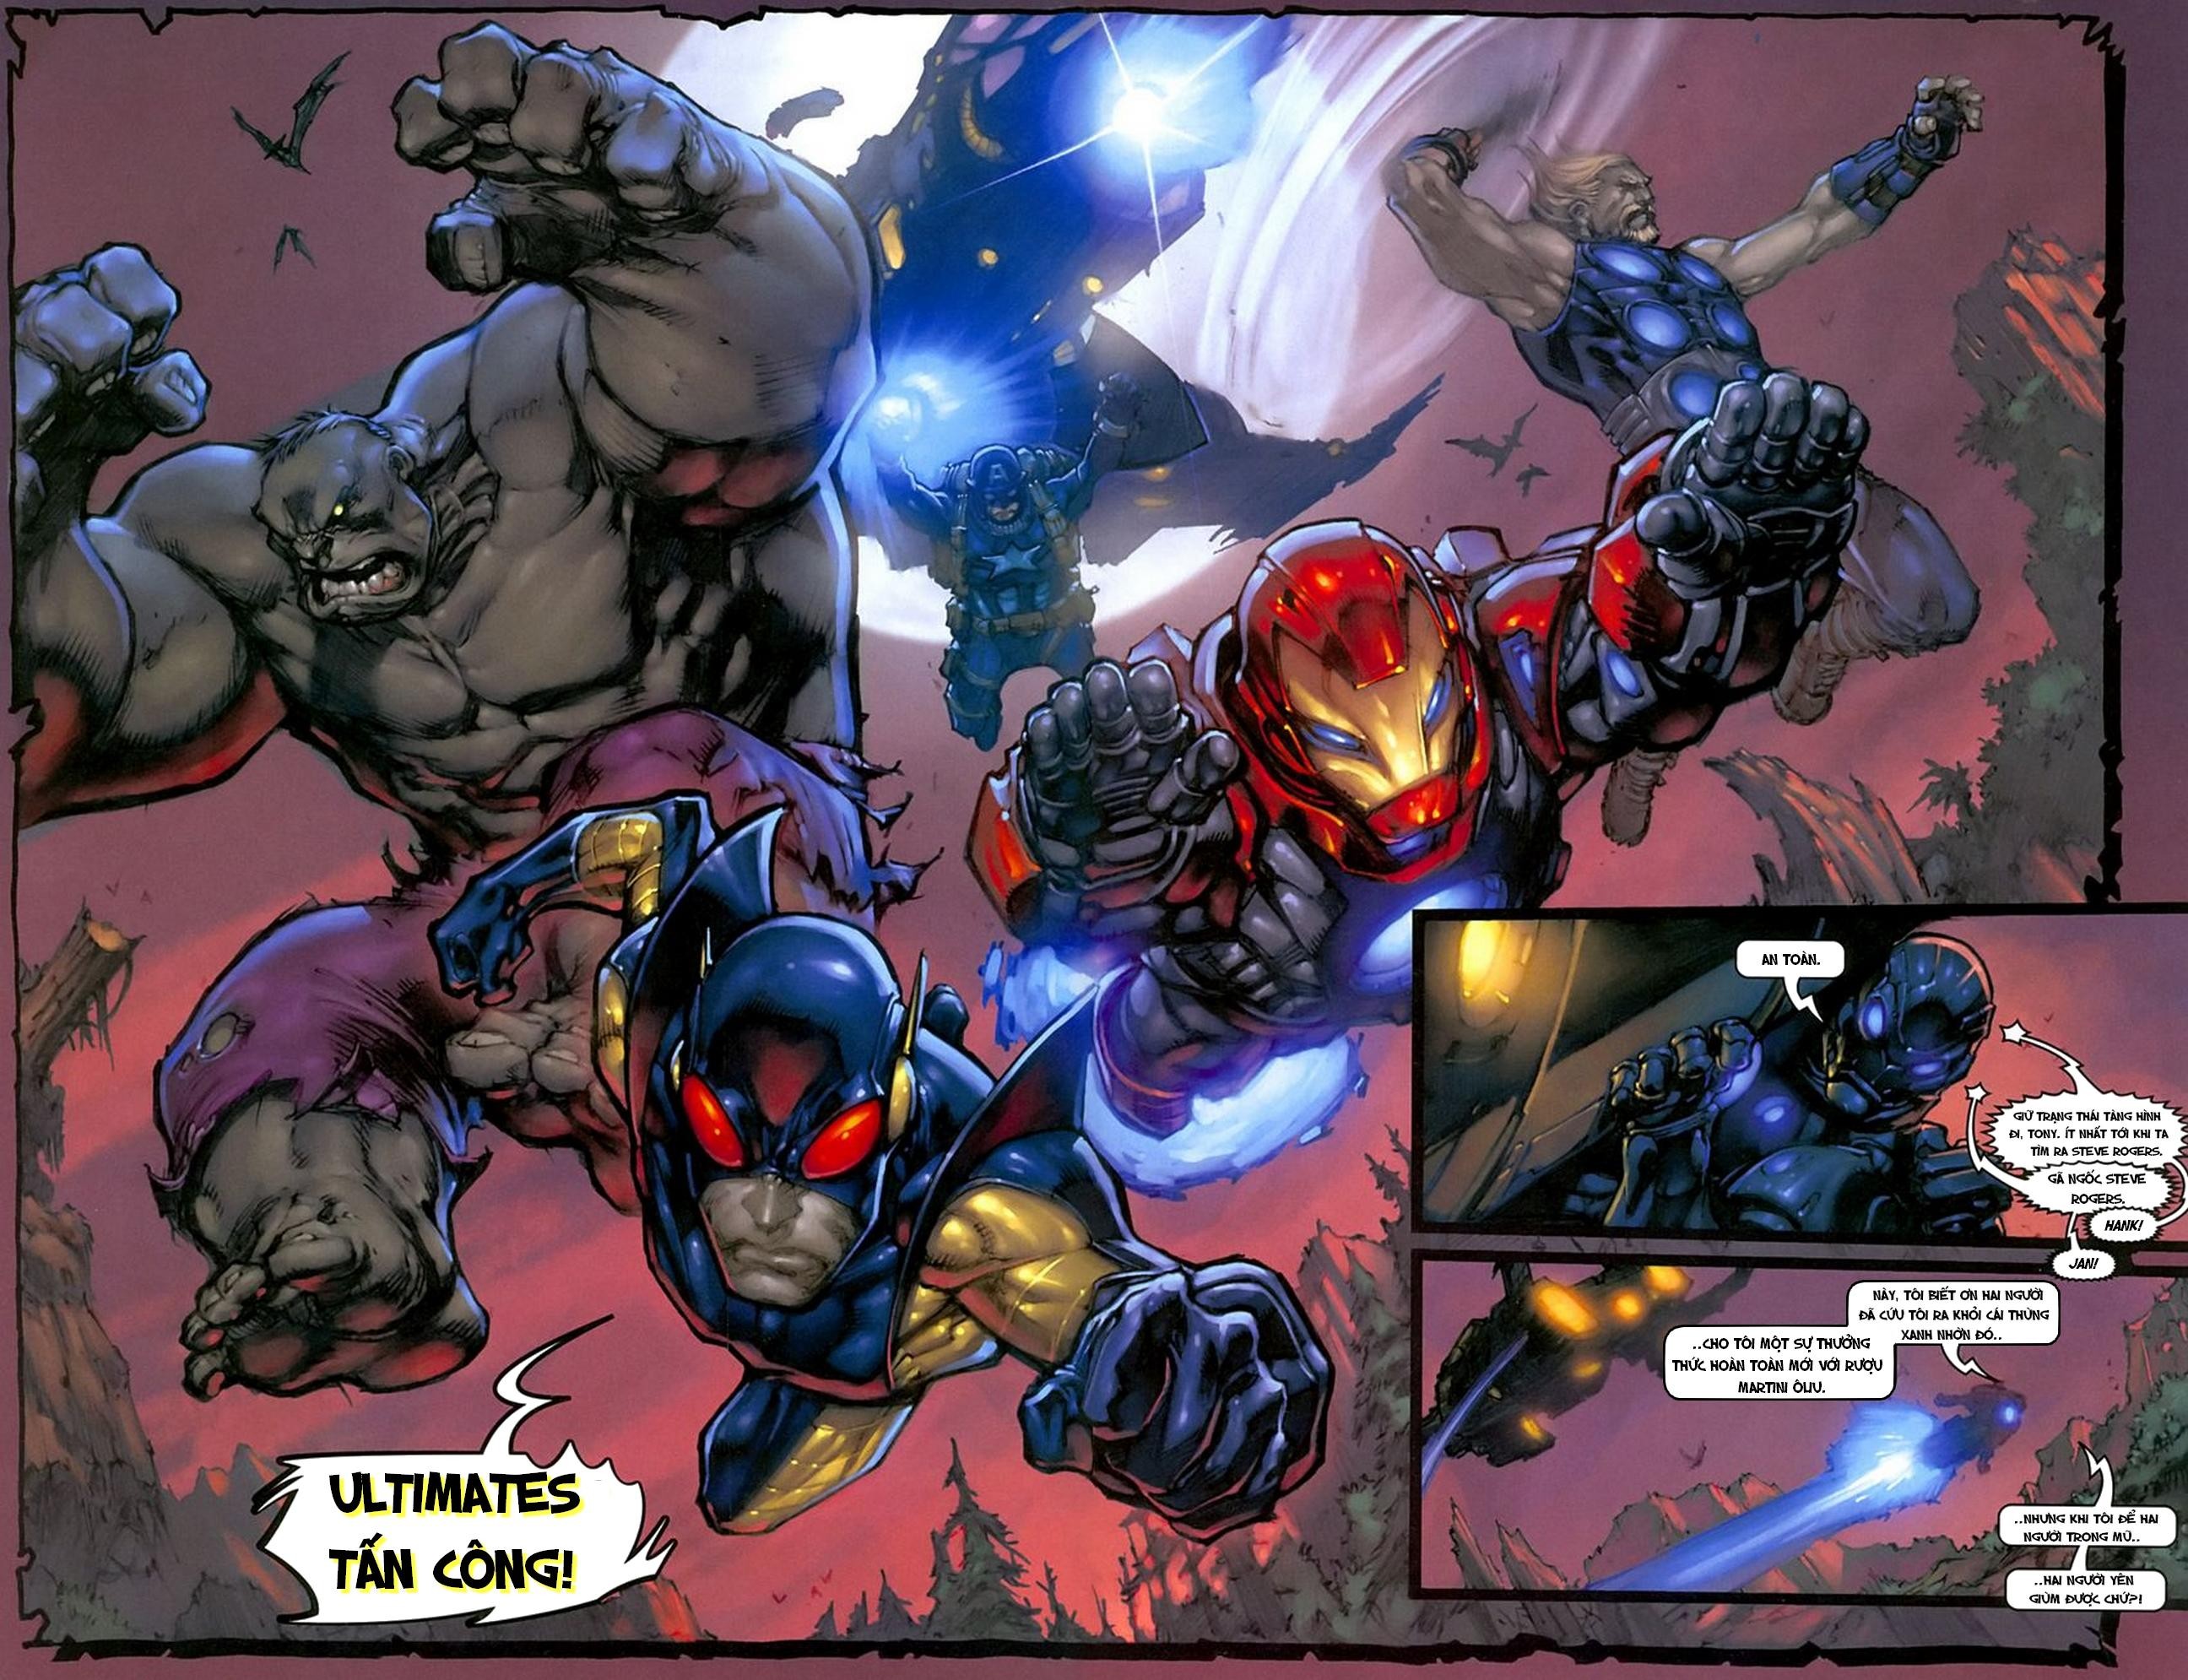 ULTIMATES
TẤN CÔNG!
AN TOÀN.
GIỮ TRẠNG THÁI TÀNG HÌNH
ĐI, TONY. ÍT NHẤT TỚI KHI TA
TÌM RA STEVE ROGERS.
GÃ NGỐC STEVE
ROGERS.
HANK!
JAN!
NÀY, TÔI BIẾT ƠN HAI NGƯỜI
ĐÃ CỨU TÔI RA KHỎI CÁI THÙNG
XANH NHỜN ĐÓ..
..CHO TÔI MỘT SỰ THƯỞNG
THỨC HOÀN TOÀN MỚI VỚI RƯỢU
MARTINI ÔLIU.
..NHƯNG KHI TÔI ĐỂ HAI
NGƯỜI TRONG MŨ..
..HAI NGƯỜI YÊN
GIÙM ĐƯỢC CHỨ?!